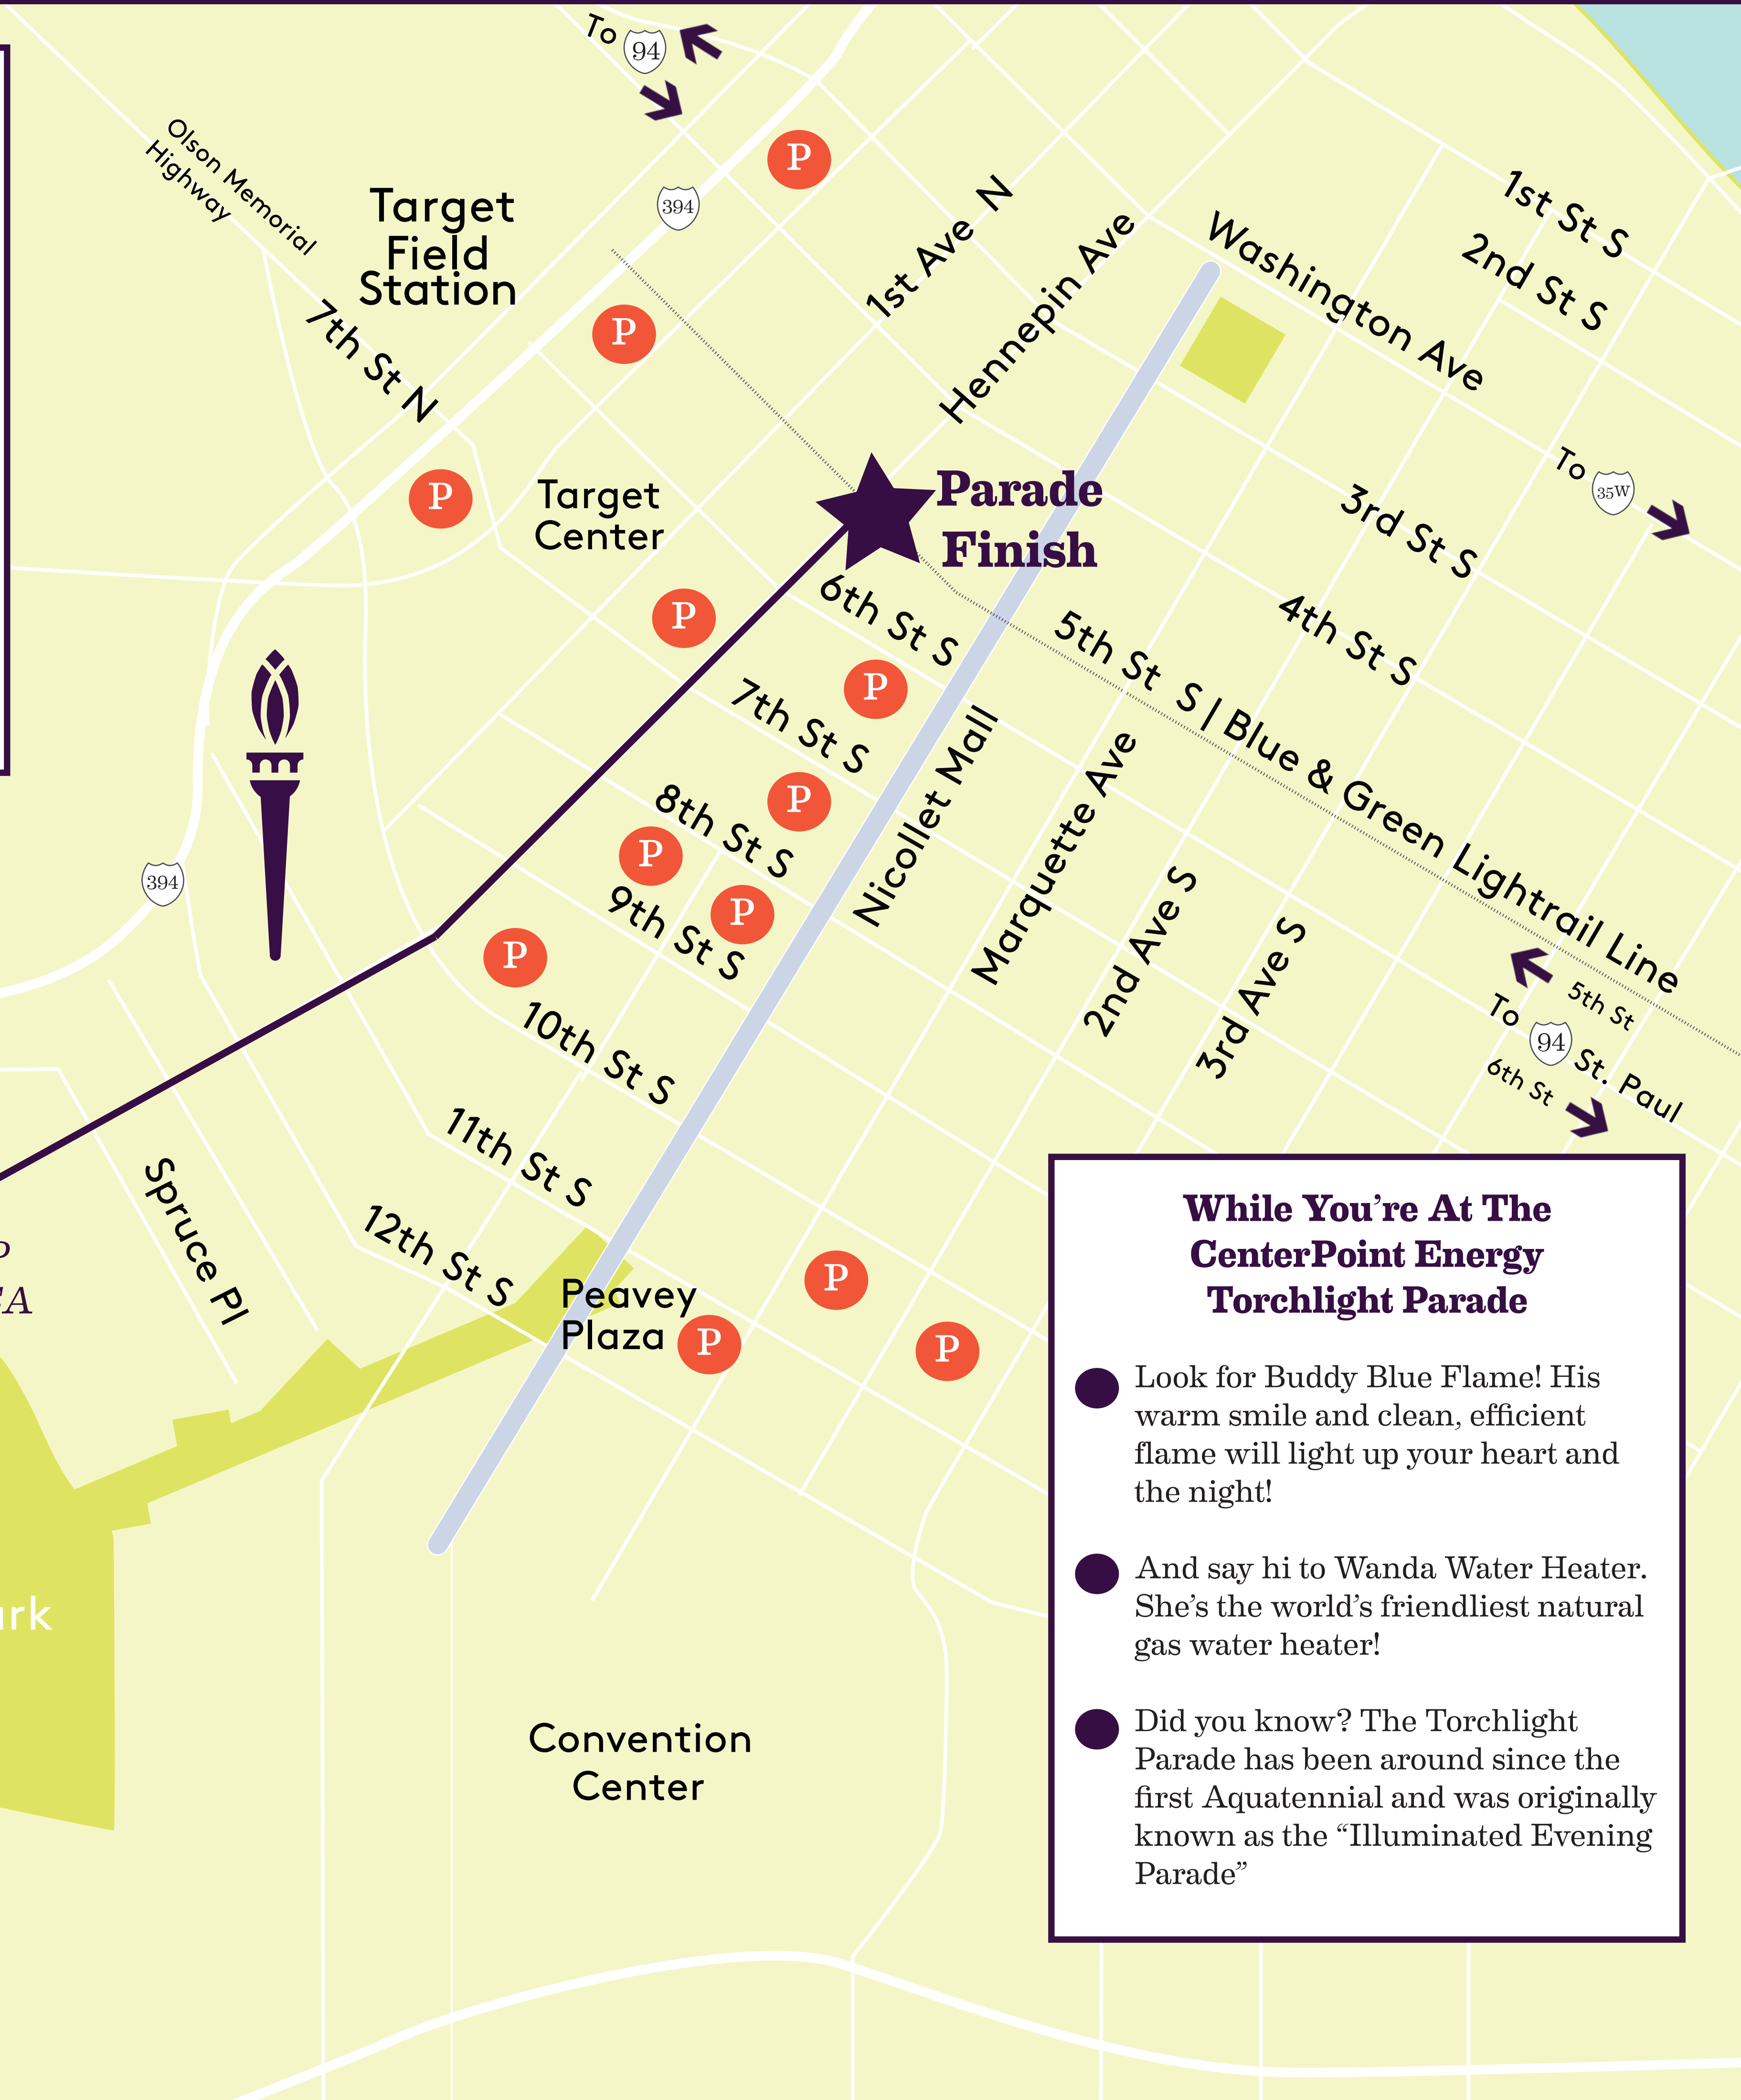 To
94
Olson Memorial
Highway
Target
Field
Station
394
P
1st Ave N
Hennepin Ave
Washington Ave
1st St S
2nd St S
7th St N
P
P
Target
Center
Parade
Finish
To
35W
3rd St S
4th St S
5th St S | Blue & Green Lightrail Line
6th St S
P
P
7th St S
P
8th St S
P
P
9th St S
P
Nicollet Mall
Marquette Ave
2nd Ave S
3rd Ave S
394
5th St
To
94
St. Paul
6th St
10th St S
11th St S
12th St S
Spruce Pl
Peavey
Plaza
P
P
P
Convention
Center
While You’re At The
CenterPoint Energy
Torchlight Parade
Look for Buddy Blue Flame! His
warm smile and clean, efficient
flame will light up your heart and
the night!
And say hi to Wanda Water Heater.
She’s the world’s friendliest natural
gas water heater!
Did you know? The Torchlight
Parade has been around since the
first Aquatennial and was originally
known as the “Illuminated Evening
Parade”